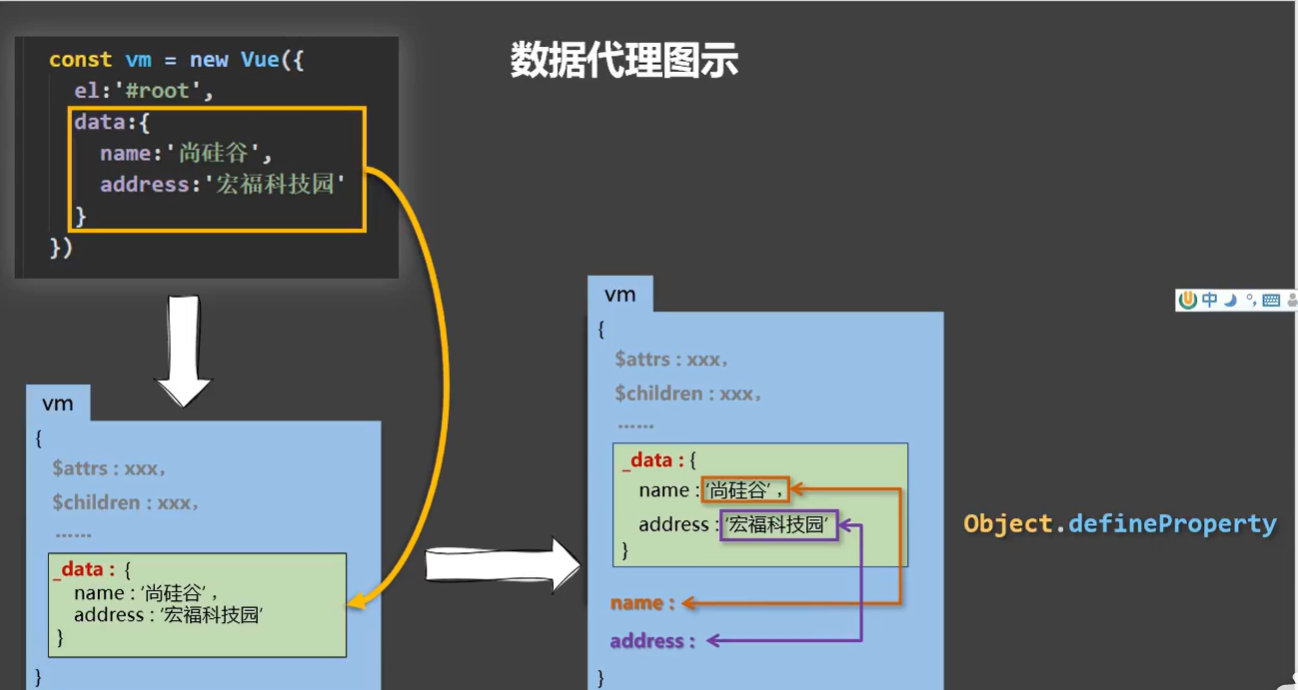 数据代理图示
const vm = new Vue({
el:'#root',
data:{
name:'尚硅谷',
address:'宏福科技园'
}
})
vm
{
$attrs : xxx,
$children : xxx,
……
_data : {
name : '尚硅谷' ,
address : '宏福科技园'
}
}
vm
{
$attrs : xxx,
$children : xxx,
……
_data : {
name : '尚硅谷' ,
address : '宏福科技园'
}
name :
address :
}
Object.defineProperty
中